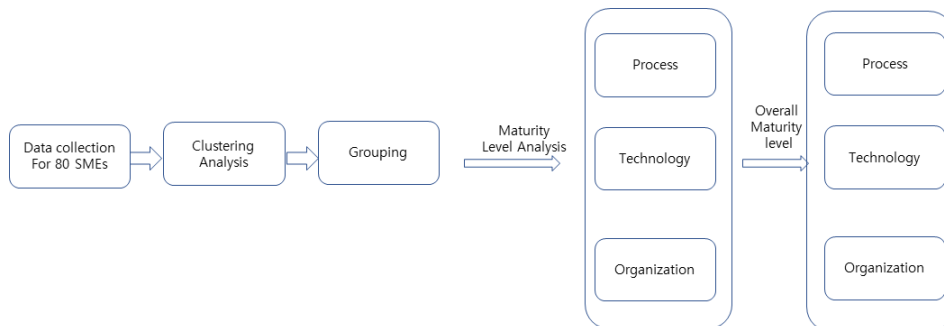 Data collection
For 80 SMEs
Clustering
Analysis
Grouping
Maturity
Level Analysis
Process
Technology
Organization
Overall
Maturity
level
Process
Technology
Organization